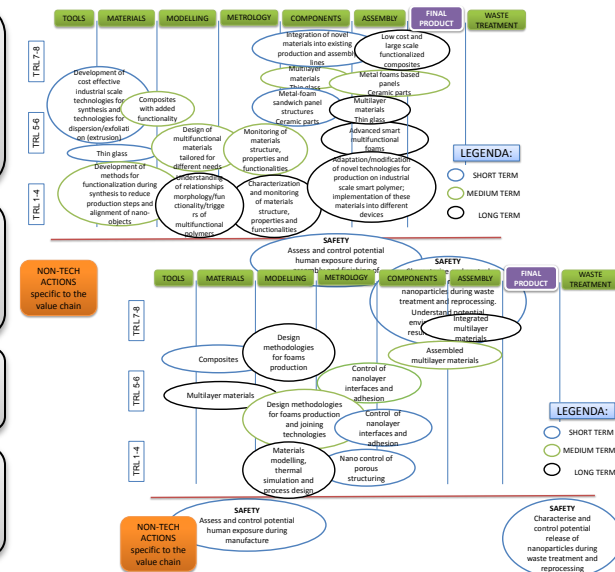 TOOLS MATERIALS MODELLING METROLOGY COMPONENTS ASSEMBLY FINAL PRODUCT WASTE TREATMENT
TRL 7-8
TRL 5-6
TRL 1-4
Development of
cost effective
industrial scale
technologies for
synthesis and
technologies for
dispersion/exfoliati
on (extrusion)
Composites
with added
functionality
Thin glass
Development of
methods for
functionalization during
synthesis to reduce
production steps and
alignment of nano-
objects
Design of
multifunctional
materials
tailored for
different needs
Understanding
of relationships
morphology/fun
ctionality/trigge
rs of
multifunctional
polymers
Monitoring of
materials
structure,
properties and
functionalities
Characterization
and monitoring
of materials
structure,
properties and
functionalities
Integration of novel
materials into existing
production and assembly
lines
Multilayer
materials
Thin glass
Metal foam
sandwich panel
structures
Ceramic parts
Low cost and
large scale
functionalized
composites
Metal foams based
panels
Ceramic parts
Multilayer
materials
Thin glass
Advanced smart
multifunctional
foams
Adaptation/modification
of novel technologies for
production on industrial
scale smart polymer;
implementation of these
materials into different
devices
LEGENDA:
SHORT TERM
MEDIUM TERM
LONG TERM
NON-TECH
ACTIONS
specific to the
value chain
SAFETY
Assess and control potential
human exposure during
SAFETY
nanoparticles during waste
treatment and reprocessing.
Understand potential
TOOLS MATERIALS MODELLING METROLOGY COMPONENTS ASSEMBLY FINAL PRODUCT WASTE TREATMENT
TRL 7-8
TRL 5-6
TRL 1-4
Composites
Multilayer materials
Design
methodologies
for foams
production
Design methodologies
for foams production
and joining
technologies
Materials
modelling,
thermal
simulation and
process design
Control of
nanolayer
interfaces and
adhesion
Control of
nanolayer
interfaces and
adhesion
Nano control of
porous
structuring
Integrated
multilayer
materials
Assembled
multilayer materials
LEGENDA:
SHORT TERM
MEDIUM TERM
LONG TERM
NON-TECH
ACTIONS
specific to the
value chain
SAFETY
Assess and control potential
human exposure during
manufacture
SAFETY
Characterise and
control potential
release of
nanoparticles during
waste treatment and
reprocessing